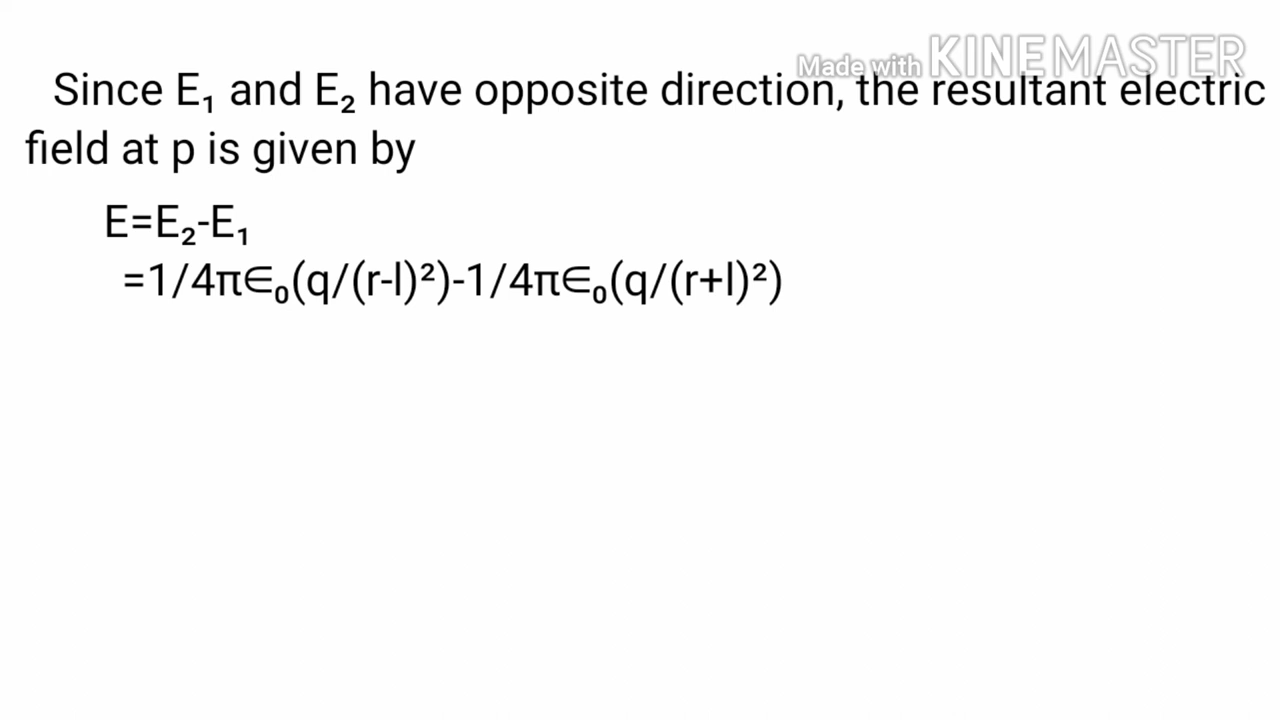 Made with KINEMASTER
Since E₁ and E₂ have opposite direction, the resultant electric
field at p is given by
E=E₂-E₁
=1/4π∈₀(q/(r-l)²)-1/4π∈₀(q/(r+l)²)